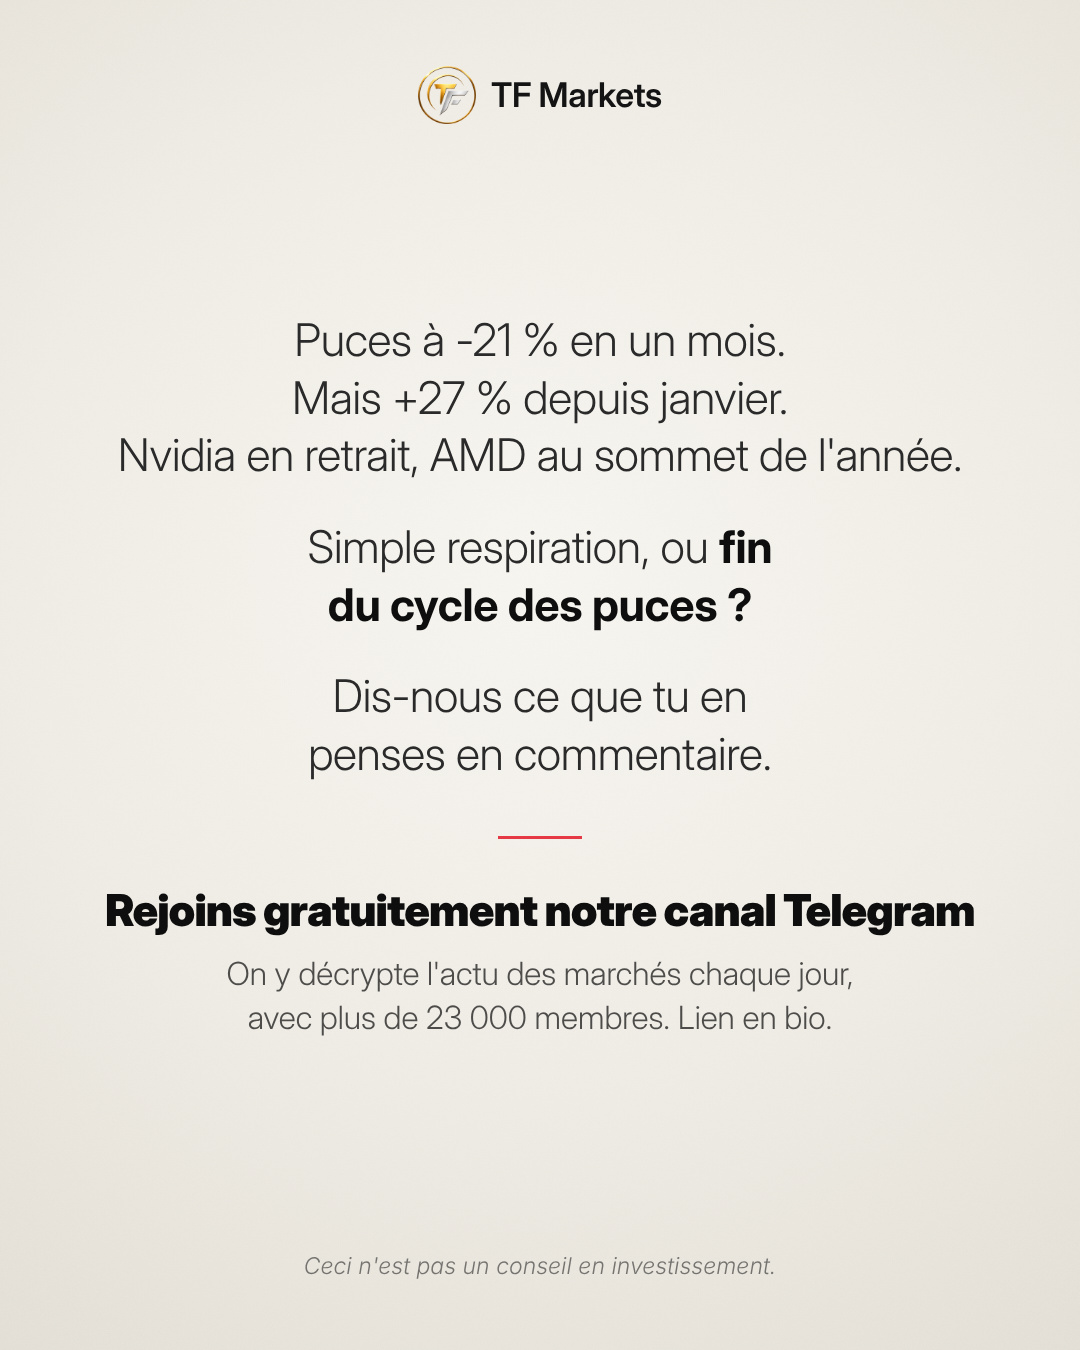 TF Markets
Puces à -21 % en un mois.
Mais +27 % depuis janvier.
Nvidia en retrait, AMD au sommet de l'année.
Simple respiration, ou fin
du cycle des puces ?
Dis-nous ce que tu en
penses en commentaire.
Rejoins gratuitement notre canal Telegram
On y décrypte l'actu des marchés chaque jour,
avec plus de 23 000 membres. Lien en bio.
Ceci n'est pas un conseil en investissement.